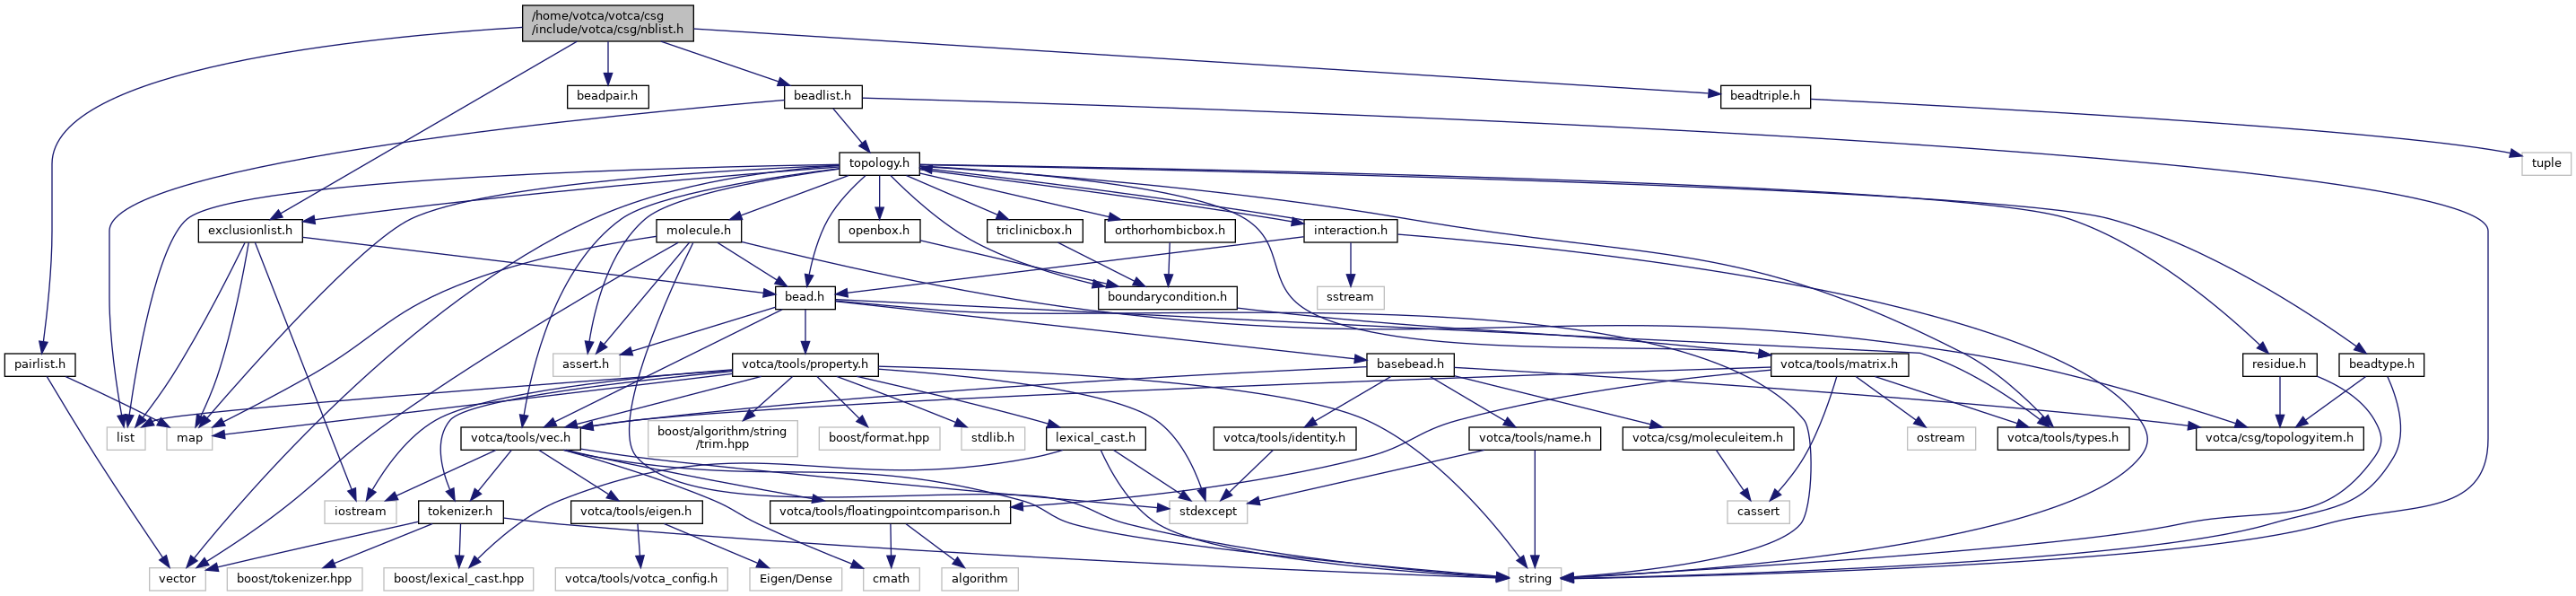 /home/votca/votca/csg
/include/votca/csg/nblist.h
beadpair.h
beadlist.h
beadtriple.h
topology.h
tuple
exclusionlist.h
molecule.h
openbox.h
triclinicbox.h
orthorhombicbox.h
interaction.h
bead.h
boundarycondition.h
sstream
pairlist.h
assert.h
votca/tools/property.h
basebead.h
votca/tools/matrix.h
residue.h
beadtype.h
list
map
votca/tools/vec.h
boost/algorithm/string
/trim.hpp
boost/format.hpp
stdlib.h
lexical_cast.h
votca/tools/identity.h
votca/tools/name.h
votca/csg/moleculeitem.h
ostream
votca/tools/types.h
votca/csg/topologyitem.h
iostream
tokenizer.h
votca/tools/eigen.h
votca/tools/floatingpointcomparison.h
stdexcept
cassert
vector
boost/tokenizer.hpp
boost/lexical_cast.hpp
votca/tools/votca_config.h
Eigen/Dense
cmath
algorithm
string